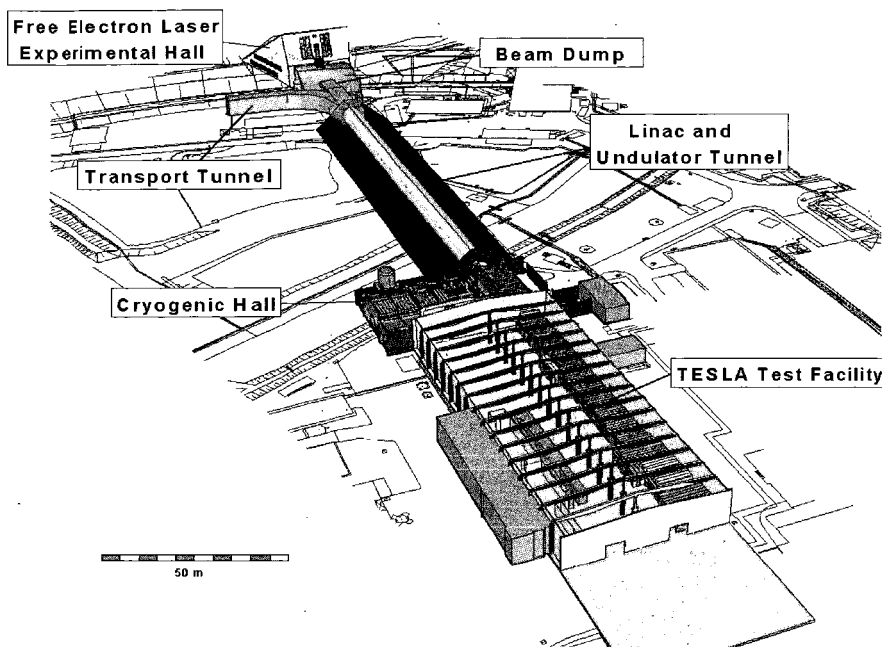 Free Electron Laser
Experimental Hall
Beam Dump
Linac and
Undulator Tunnel
Transport Tunnel
Cryogenic Hall
TESLA Test Facility
50 m